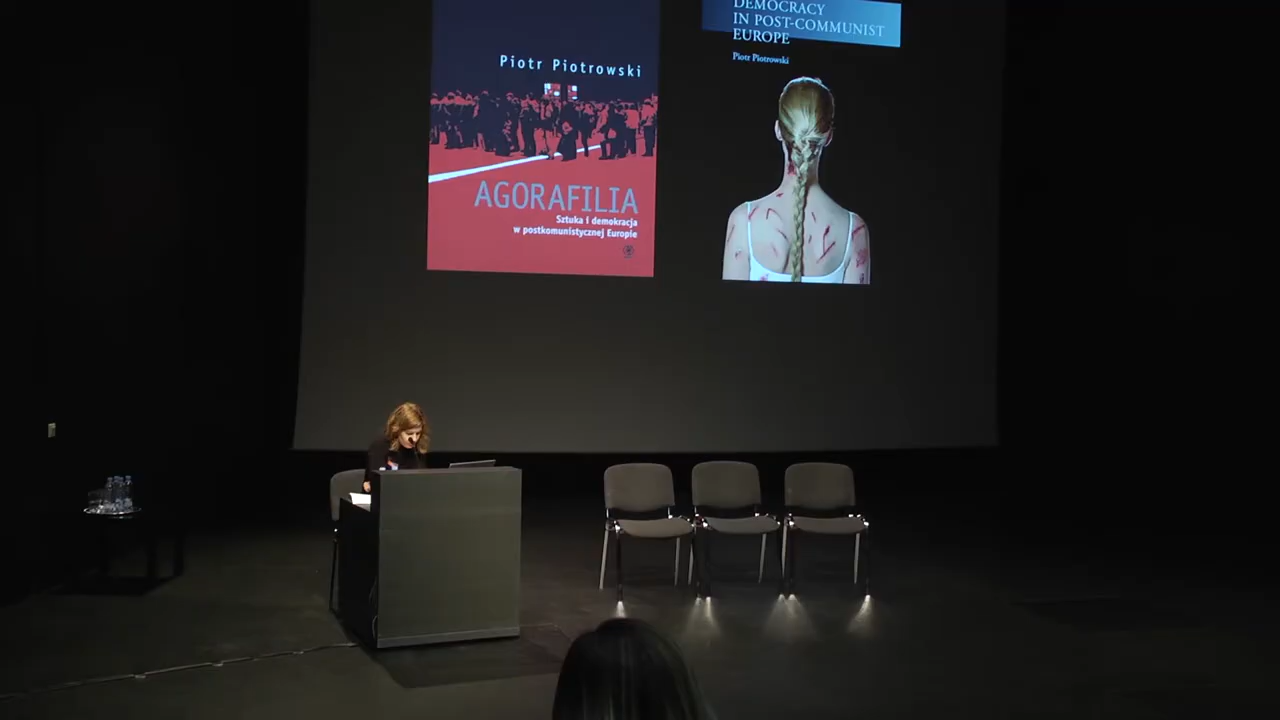 Piotr Piotrowski
AGORAFILIA
Sztuka i demokracja
w postkomunistycznej Europie
DEMOCRACY
IN POST-COMMUNIST
EUROPE
Piotr Piotrowski